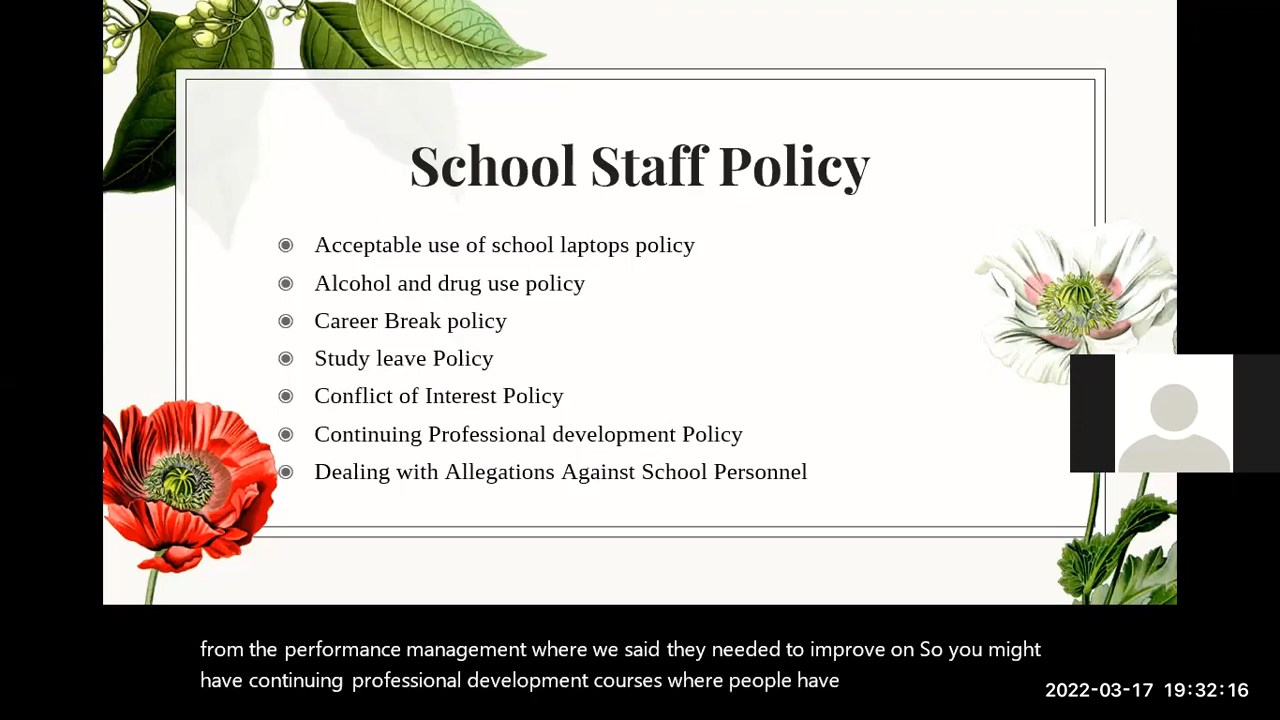 School Staff Policy
Acceptable use of school laptops policy
Alcohol and drug use policy
Career Break policy
Study leave Policy
Conflict of Interest Policy
Continuing Professional development Policy
Dealing with Allegations Against School Personnel
from the performance management where we said they needed to improve on So you might
have continuing professional development courses where people have
2022-03-17 19:32:16